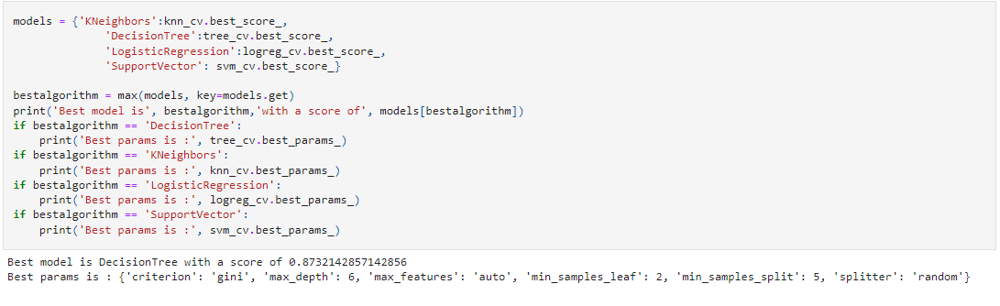 models = {'KNeighbors':knn_cv.best_score_,
              'DecisionTree':tree_cv.best_score_,
              'LogisticRegression':logreg_cv.best_score_,
              'SupportVector': svm_cv.best_score_}

bestalgorithm = max(models, key=models.get)
print('Best model is', bestalgorithm,'with a score of', models[bestalgorithm])
if bestalgorithm == 'DecisionTree':
    print('Best params is :', tree_cv.best_params_)
if bestalgorithm == 'KNeighbors':
    print('Best params is :', knn_cv.best_params_)
if bestalgorithm == 'LogisticRegression':
    print('Best params is :', logreg_cv.best_params_)
if bestalgorithm == 'SupportVector':
    print('Best params is :', svm_cv.best_params_)
Best model is DecisionTree with a score of 0.8732142857142856
Best params is : {'criterion': 'gini', 'max_depth': 6, 'max_features': 'auto', 'min_samples_leaf': 2, 'min_samples_split': 5, 'splitter': 'random'}